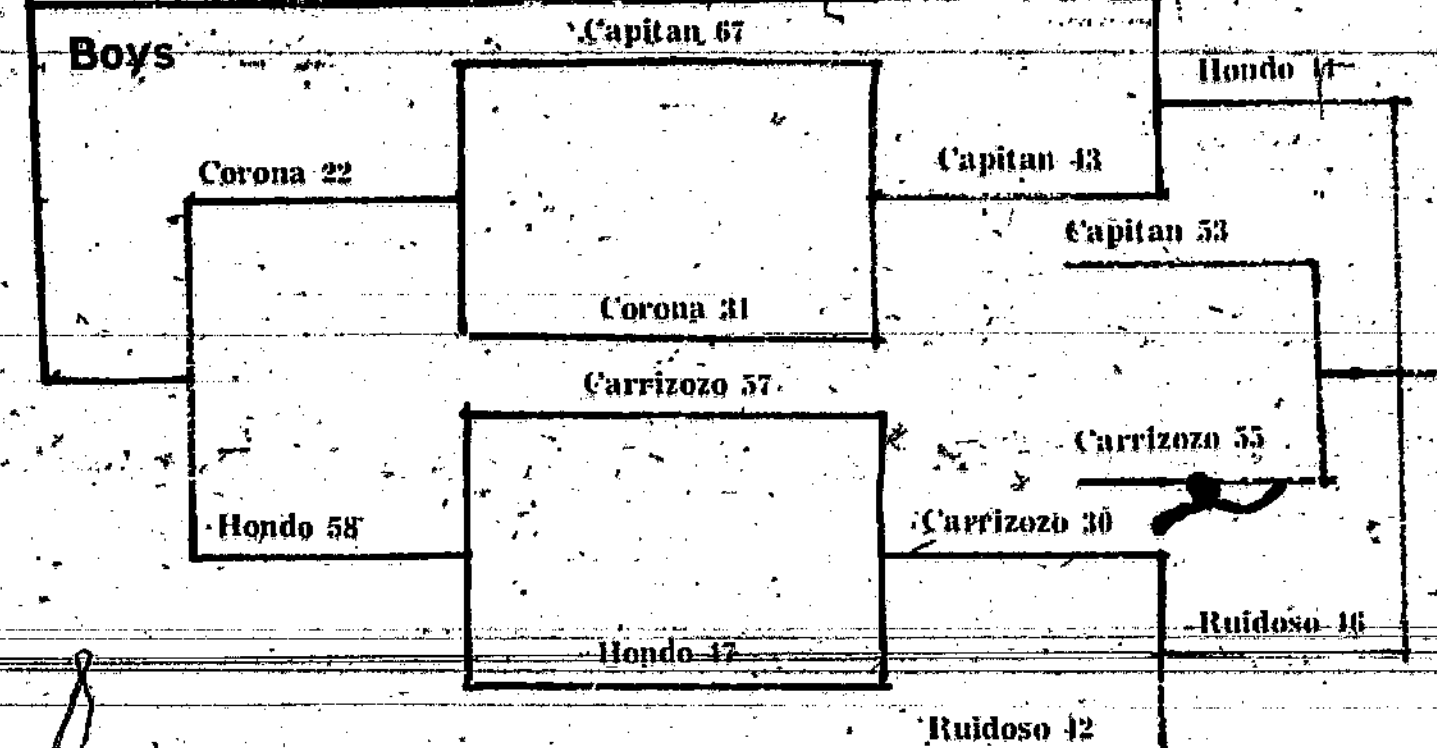 Capitan 67
Boys
Hondo
Capitan 43
Corona 22
Capitan 53
Corona 31
Carrizozo 57
Carrizozo 55
Hondo 58
Carrizozo 30
Ruidoso 46
Hondo 47
Ruidoso 42